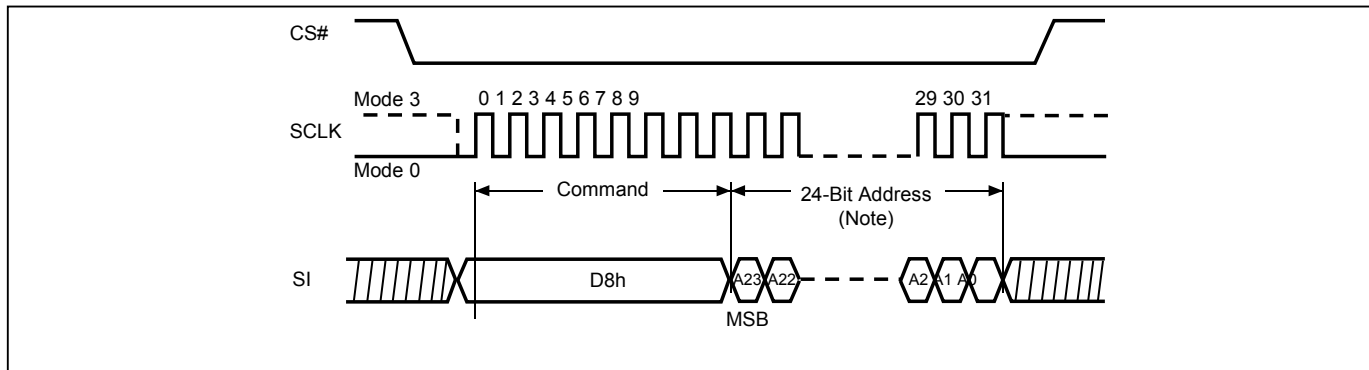 CS#
Mode 3
0 1 2 3 4 5 6 7 8 9
29 30 31
SCLK
Mode 0
Command
24-Bit Address
(Note)
SI
D8h
A23
A22
A2
A1
A0
MSB